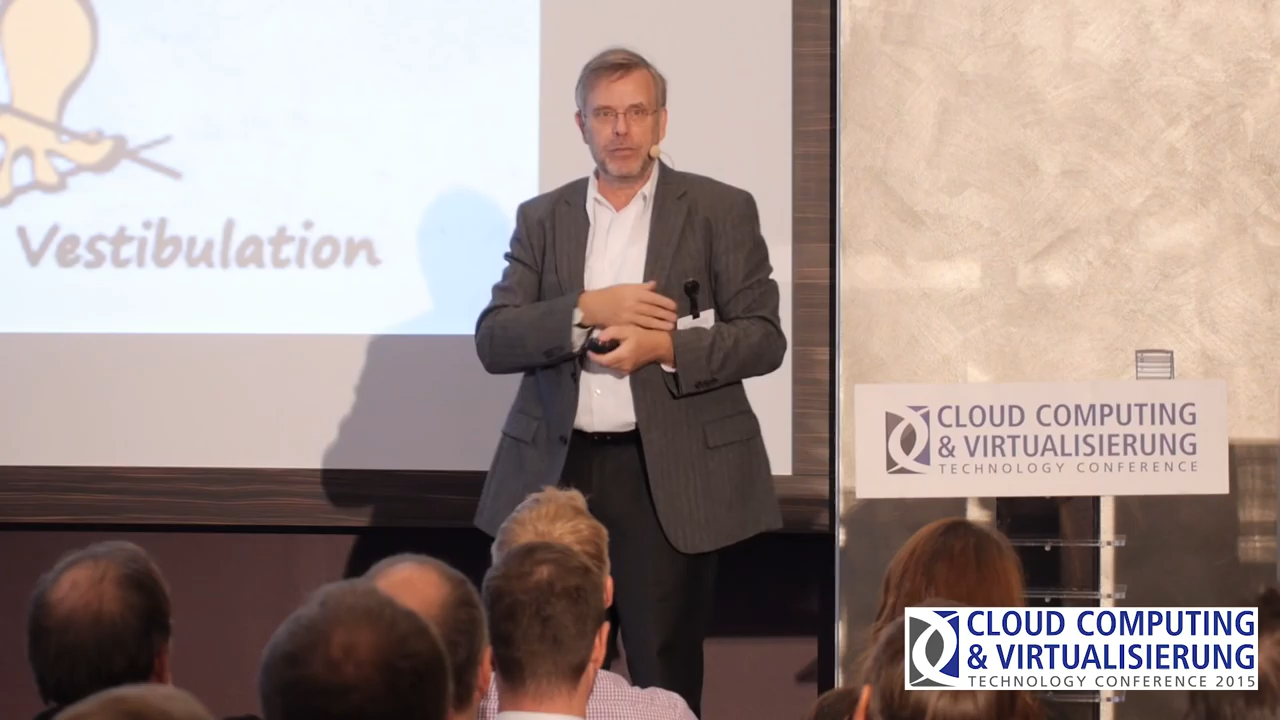 Vestibulation
CLOUD COMPUTING
& VIRTUALISIERUNG
TECHNOLOGY CONFERENCE
CLOUD COMPUTING
& VIRTUALISIERUNG
TECHNOLOGY CONFERENCE 2015